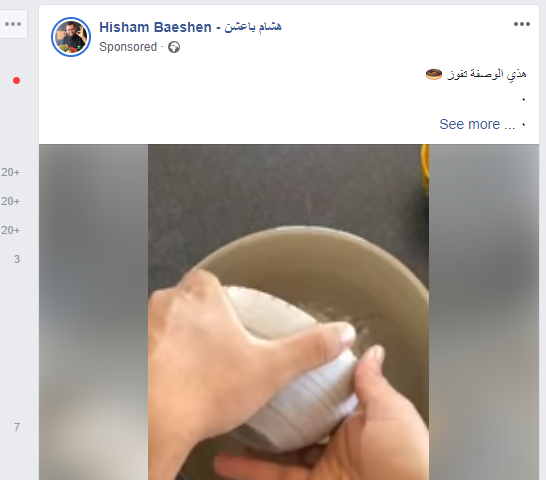 Hisham Baeshen - هشام باعشن
Sponsored ·
هذي الوصفة تفوز 🍩
.
. See more ...
20+
20+
20+
3
7